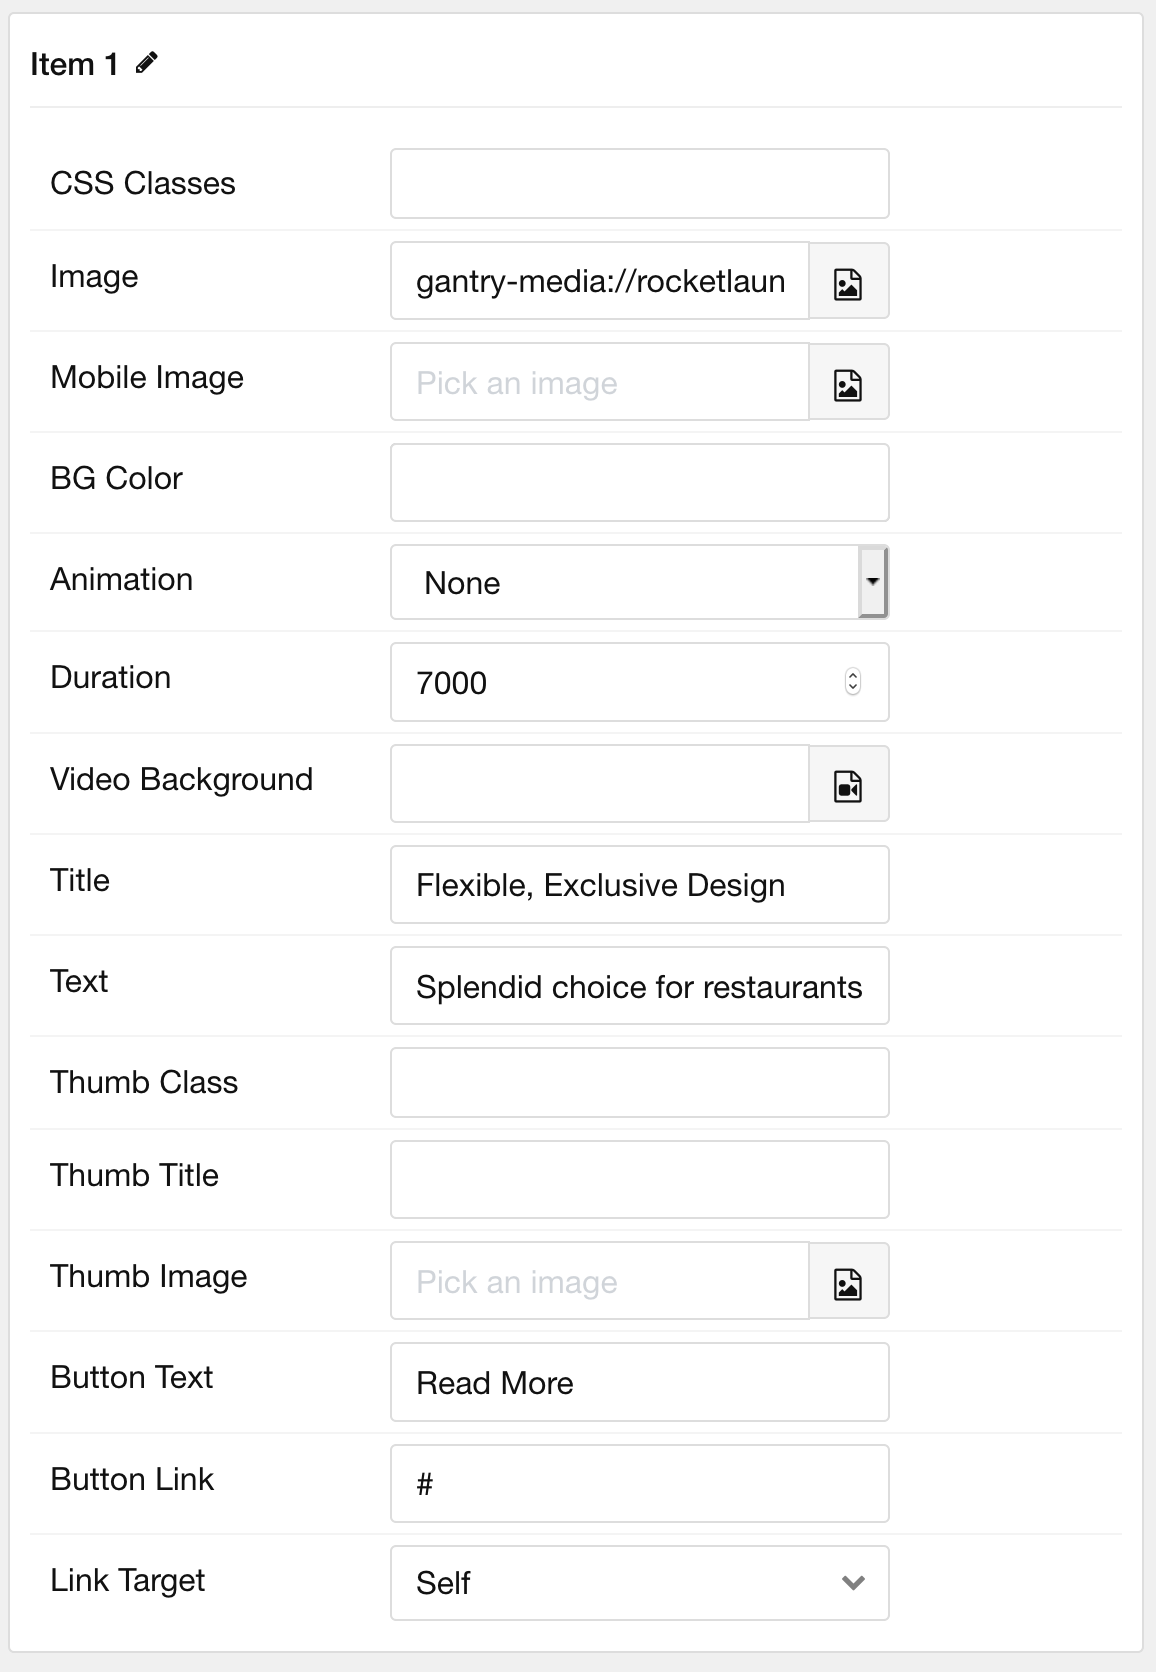 Item 1
CSS Classes
Image gantry-media://rocketlaun
Mobile Image Pick an image
BG Color
Animation None
Duration 7000
Video Background
Title Flexible, Exclusive Design
Text Splendid choice for restaurants
Thumb Class
Thumb Title
Thumb Image Pick an image
Button Text Read More
Button Link #
Link Target Self